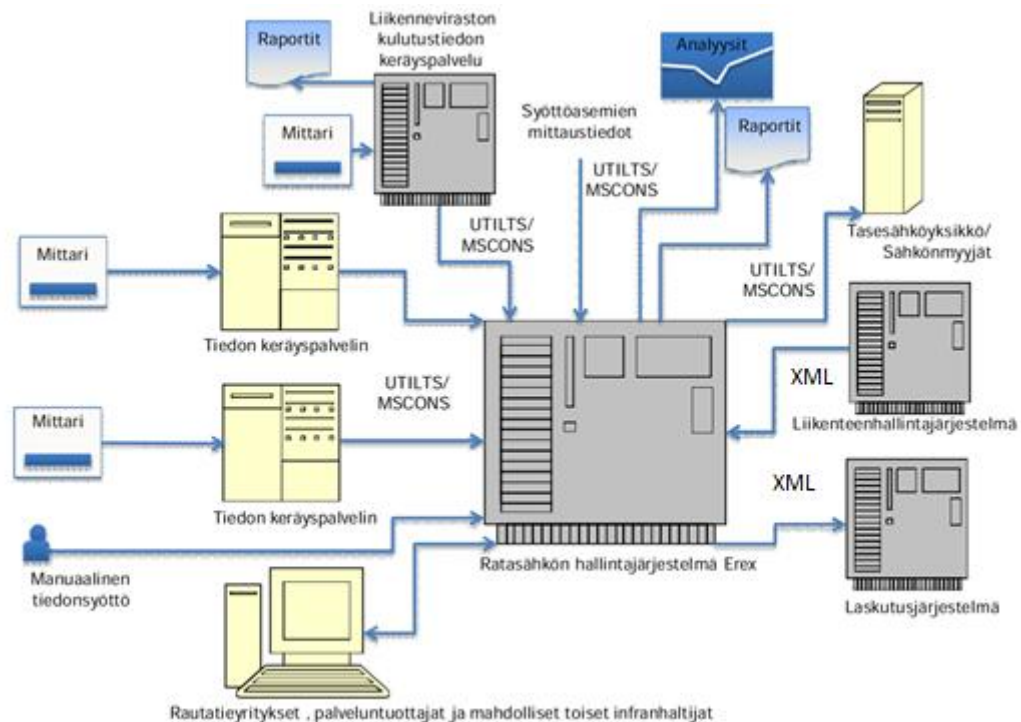 Liikenneviraston
kulutustiedon
keräyspalvelu
Raportit
Mittari
Syöttöasemien
mittaustiedot
Analyysit
Raportit
UTILTS/
MSCONS
UTILTS/
MSCONS
Tasesähköyksikkö/
Sähkönmyyjät
UTILTS/
MSCONS
Mittari
Tiedon keräyspalvelin
UTILTS/
MSCONS
XML
Liikenteenhallintajärjestelmä
Mittari
Tiedon keräyspalvelin
XML
Manuaalinen
tiedonsyöttö
Ratasähkön hallintajärjestelmä Erex
Laskutusjärjestelmä
Rautatieyritykset , palveluntuottajat ja mahdolliset toiset infranhaltijat